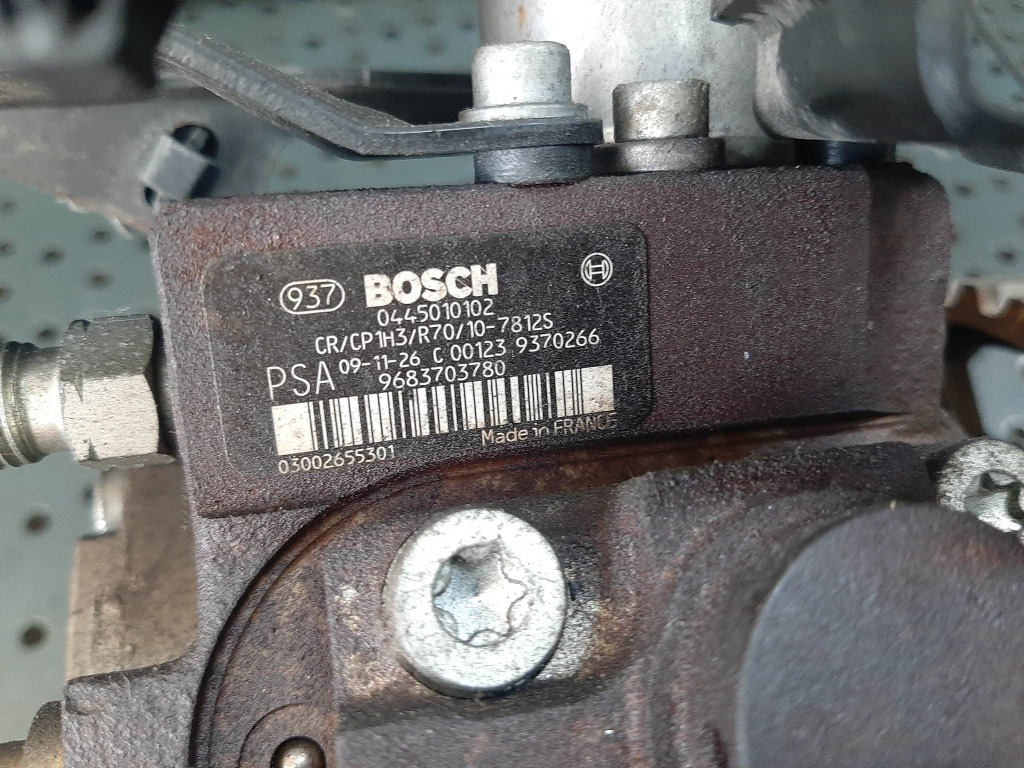 937 BOSCH H
0445010102
CR/CP1H3/R70/10-7812S
PSA 09-11-26 C 00123 9370266
9683703780
Made in FRANCE
03002655301